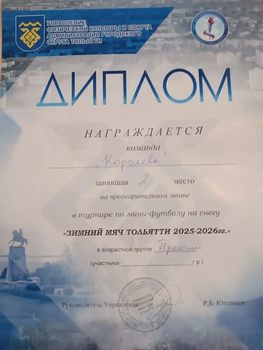 УПРАВЛЕНИЕ
ФИЗИЧЕСКОЙ КУЛЬТУРЫ И СПОРТА
АДМИНИСТРАЦИИ ГОРОДСКОГО
ОКРУГА ТОЛЬЯТТИ
ДИПЛОМ
НАГРАЖДАЕТСЯ
команда
"Королева"
занявшая 2 место
на предварительном этапе
в турнире по мини-футболу на снегу
«ЗИМНИЙ МЯЧ ТОЛЬЯТТИ 2025-2026гг.»
в возрастной группе
(участники г.р.)
Руководитель Управления Р.Б.